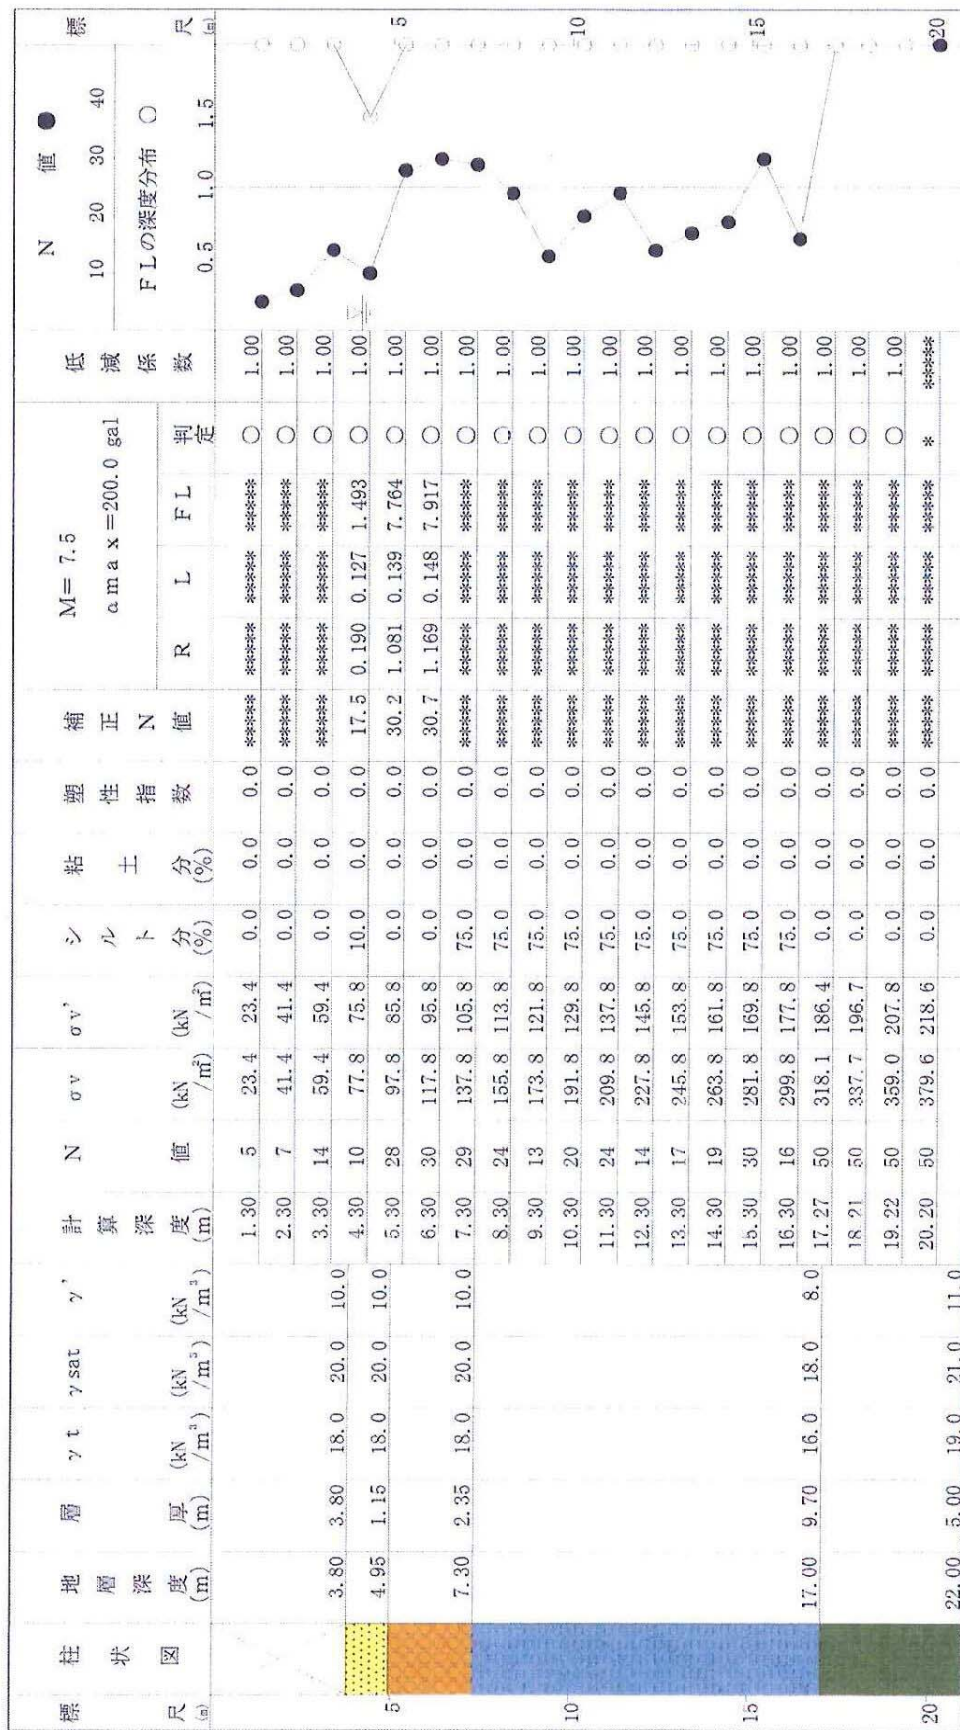 標尺 (m) 柱状図 地層深度 (m) 層厚 (m) γt (kN/m³) γsat (kN/m³) γ' (kN/m³) 計算深度 (m) N値 σv (kN/㎡) σv' (kN/㎡) シルト分 (%) 粘土分 (%) 塑性指数 補正N値 M= 7.5 αmax=200.0 gal R L FL 判定 低減係数 N値 ● 10 20 30 40 FLの深度分布 ○ 0.5 1.0 1.5 標尺 (m)
1.30 5 23.4 23.4 0.0 0.0 0.0 ***** ***** ***** ***** ○ 1.00
2.30 7 41.4 41.4 0.0 0.0 0.0 ***** ***** ***** ***** ○ 1.00
3.30 14 59.4 59.4 0.0 0.0 0.0 ***** ***** ***** ***** ○ 1.00
3.80 3.80 18.0 20.0 10.0
4.30 10 77.8 75.8 10.0 0.0 0.0 17.5 0.190 0.127 1.493 ○ 1.00
4.95 1.15 18.0 20.0 10.0
5 5.30 28 97.8 85.8 0.0 0.0 0.0 30.2 1.081 0.139 7.764 ○ 1.00 5
6.30 30 117.8 95.8 0.0 0.0 0.0 30.7 1.169 0.148 7.917 ○ 1.00
7.30 2.35 18.0 20.0 10.0
7.30 29 137.8 105.8 75.0 0.0 0.0 ***** ***** ***** ***** ○ 1.00
8.30 24 155.8 113.8 75.0 0.0 0.0 ***** ***** ***** ***** ○ 1.00
9.30 13 173.8 121.8 75.0 0.0 0.0 ***** ***** ***** ***** ○ 1.00
10 10.30 20 191.8 129.8 75.0 0.0 0.0 ***** ***** ***** ***** ○ 1.00 10
11.30 24 209.8 137.8 75.0 0.0 0.0 ***** ***** ***** ***** ○ 1.00
12.30 14 227.8 145.8 75.0 0.0 0.0 ***** ***** ***** ***** ○ 1.00
13.30 17 245.8 153.8 75.0 0.0 0.0 ***** ***** ***** ***** ○ 1.00
14.30 19 263.8 161.8 75.0 0.0 0.0 ***** ***** ***** ***** ○ 1.00
15 15.30 30 281.8 169.8 75.0 0.0 0.0 ***** ***** ***** ***** ○ 1.00 15
16.30 16 299.8 177.8 75.0 0.0 0.0 ***** ***** ***** ***** ○ 1.00
17.00 9.70 16.0 18.0 8.0
17.27 50 318.1 186.4 0.0 0.0 0.0 ***** ***** ***** ***** ○ 1.00
18.21 50 337.7 196.7 0.0 0.0 0.0 ***** ***** ***** ***** ○ 1.00
19.22 50 359.0 207.8 0.0 0.0 0.0 ***** ***** ***** ***** ○ 1.00
20 20.20 50 379.6 218.6 0.0 0.0 0.0 ***** ***** ***** ***** * ***** 20
22.00 5.00 19.0 21.0 11.0